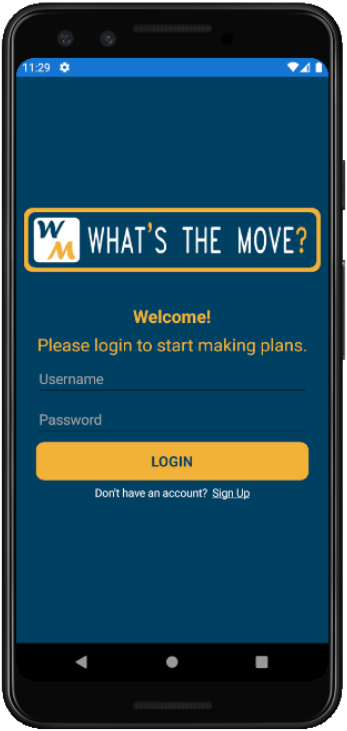 11:29
WM WHAT'S THE MOVE?
Welcome!
Please login to start making plans.
Username
Password
LOGIN
Don't have an account? Sign Up